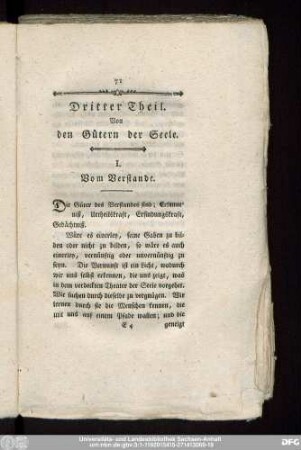 71
Dritter Theil.
Von
den Gütern der Seele.
I.
Vom Verstande.
Die Güter des Verstandes sind; Erkennt-
niß, Urtheilskraft, Erfindungskraft,
Gedächtniß.
Wäre es einerley, seine Gaben zu bil-
den oder nicht zu bilden, so wäre es auch
einerley, vernünftig oder unvernünftig zu
seyn. Die Vernunft ist ein Licht, wodurch
wir uns selbst erkennen, die uns zeigt, was
in dem verdeckten Theater der Seele vorgehet.
Wir suchen durch dieselbe zu vergnügen. Wir
lernen durch sie die Menschen kennen, die
mit uns auf einem Pfade wallen; und die
E 4 geneigt
Universitäts- und Landesbibliothek Sachsen-Anhalt
DFG